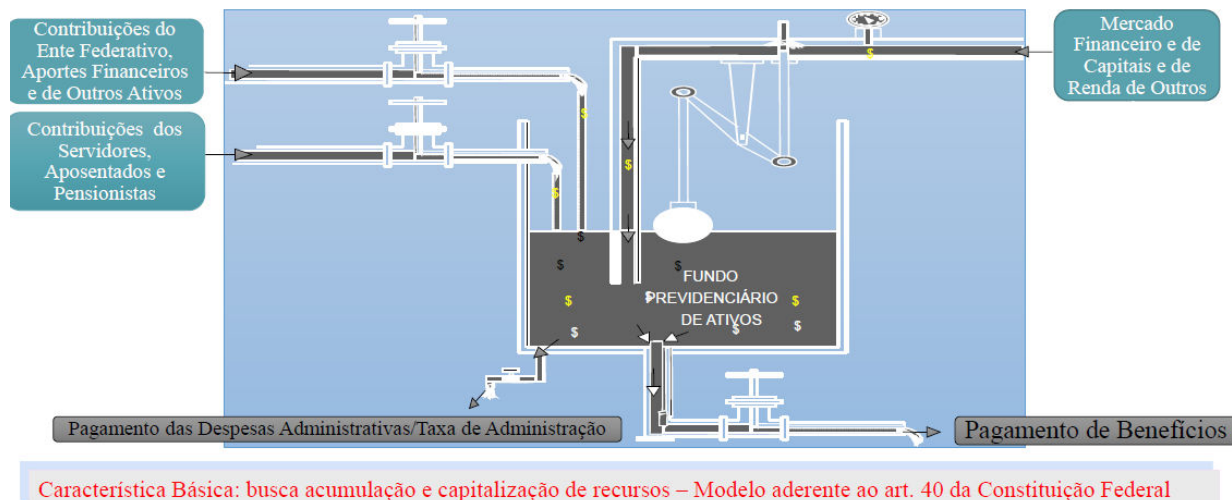 Contribuições do
Ente Federativo,
Aportes Financeiros
e de Outros Ativos
Contribuições dos
Servidores,
Aposentados e
Pensionistas
Mercado
Financeiro e de
Capitais e de
Renda de Outros
$
$
$
$
$
$
$
$
FUNDO
$
$
PREVIDENCIÁRIO
$
DE ATIVOS
$
$
$
Pagamento das Despesas Administrativas/Taxa de Administração
Pagamento de Benefícios
Característica Básica: busca acumulação e capitalização de recursos – Modelo aderente ao art. 40 da Constituição Federal